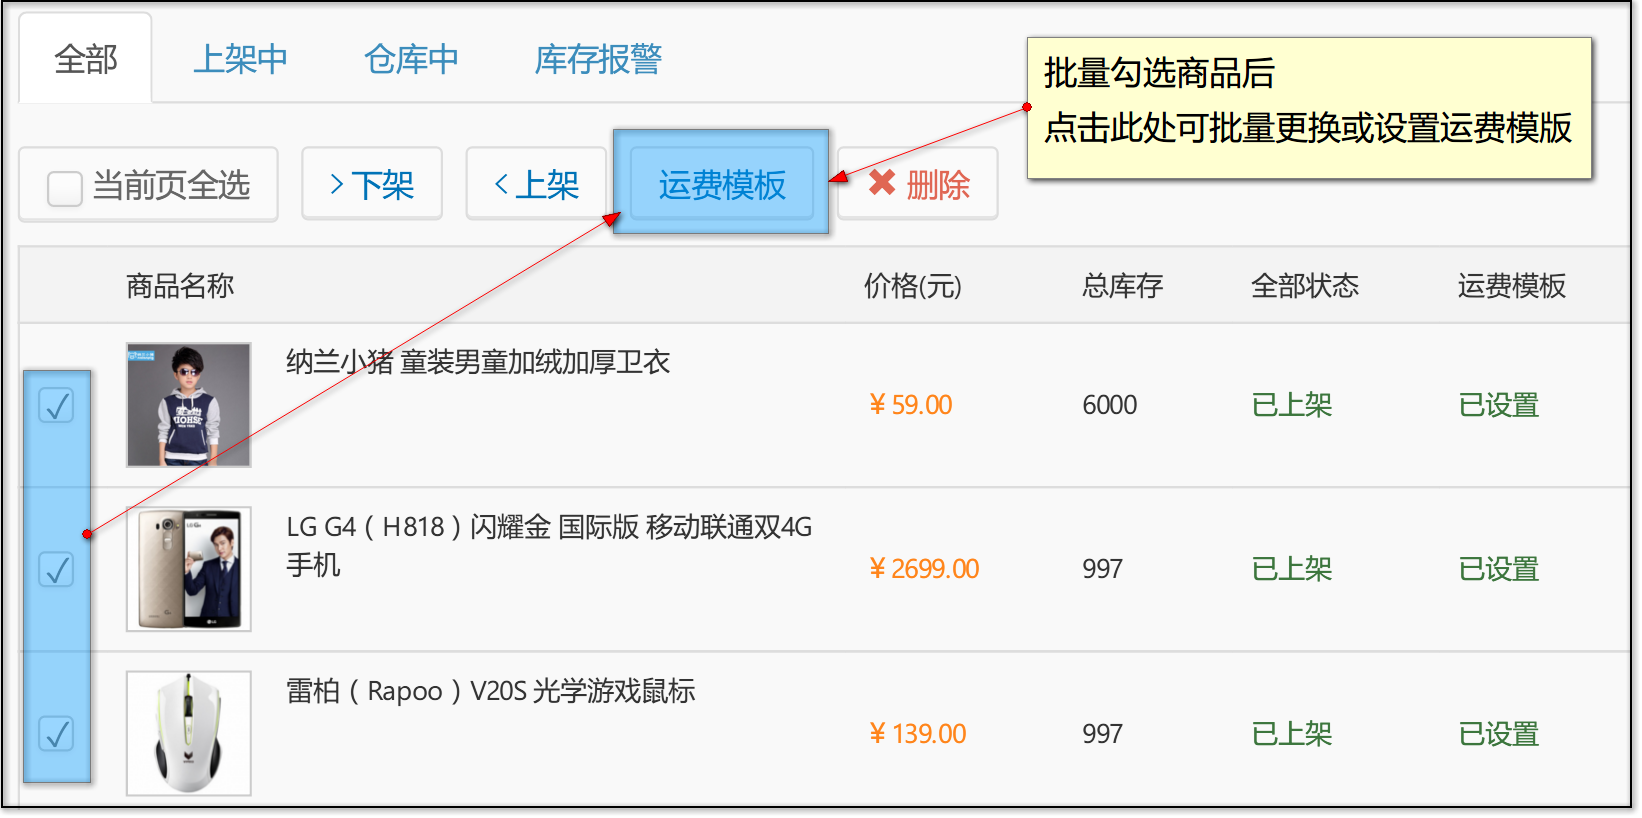 全部
上架中
仓库中
库存报警
批量勾选商品后
点击此处可批量更换或设置运费模版
当前页全选
下架
上架
运费模板
删除
商品名称
价格(元)
总库存
全部状态
运费模板
纳兰小猪 童装男童加绒加厚卫衣
¥ 59.00
6000
已上架
已设置
LG G4（H818）闪耀金 国际版 移动联通双4G
手机
¥ 2699.00
997
已上架
已设置
雷柏（Rapoo）V20S 光学游戏鼠标
¥ 139.00
997
已上架
已设置